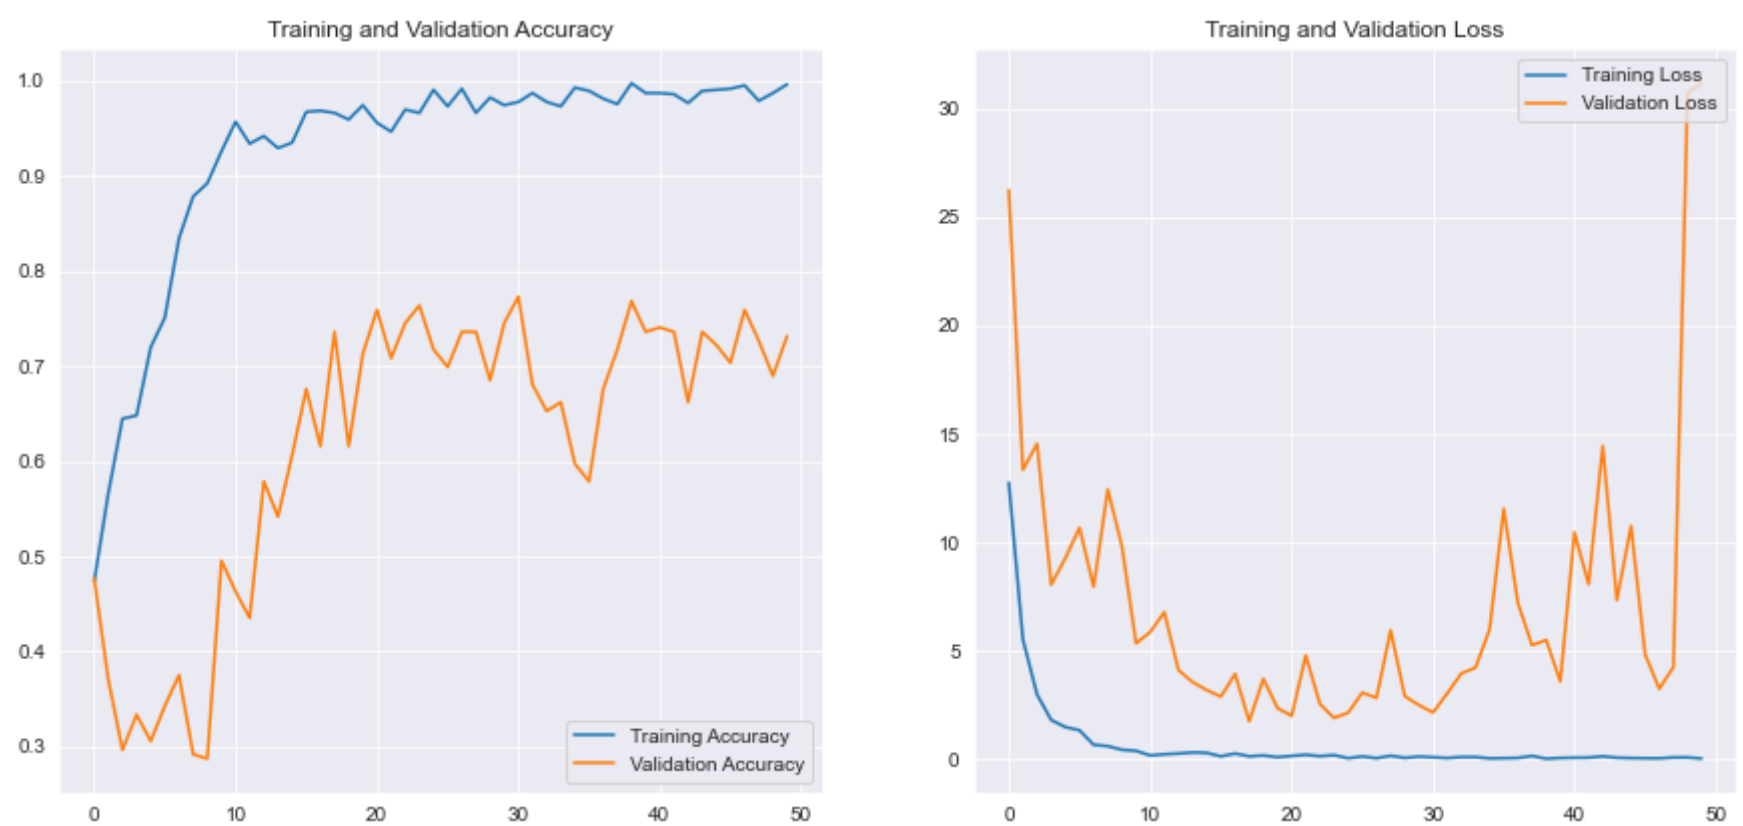 Training and Validation Accuracy
1.0
0.9
0.8
0.7
0.6
0.5
0.4
0.3
0 10 20 30 40 50
Training Accuracy
Validation Accuracy
Training and Validation Loss
30
25
20
15
10
5
0
0 10 20 30 40 50
Training Loss
Validation Loss